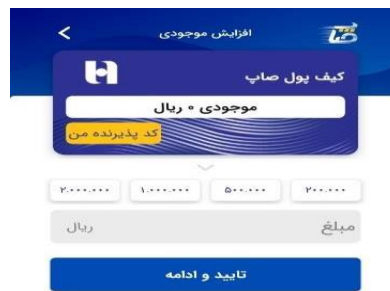 افزایش موجودی
کیف پول صاپ
موجودی ۰ ریال
کد پذیرنده من
۲۰۰.۰۰۰ ۵۰۰.۰۰۰ ۱.۰۰۰.۰۰۰ ۲.۰۰۰.۰۰۰
مبلغ ریال
تایید و ادامه